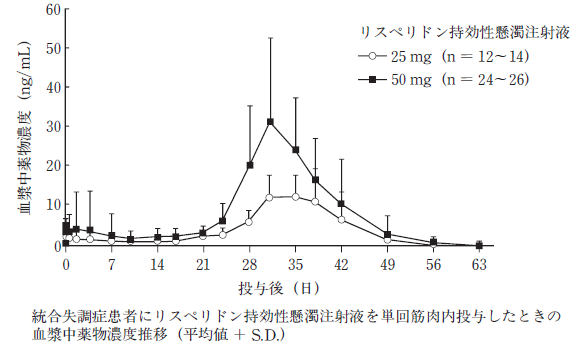 60
50
40
30
20
10
0
血漿中薬物濃度（ng/mL）
リスペリドン持効性懸濁注射液
25 mg（n = 12～14）
50 mg（n = 24～26）
0 7 14 21 28 35 42 49 56 63
投与後（日）
統合失調症患者にリスペリドン持効性懸濁注射液を単回筋肉内投与したときの
血漿中薬物濃度推移（平均値 + S.D.）